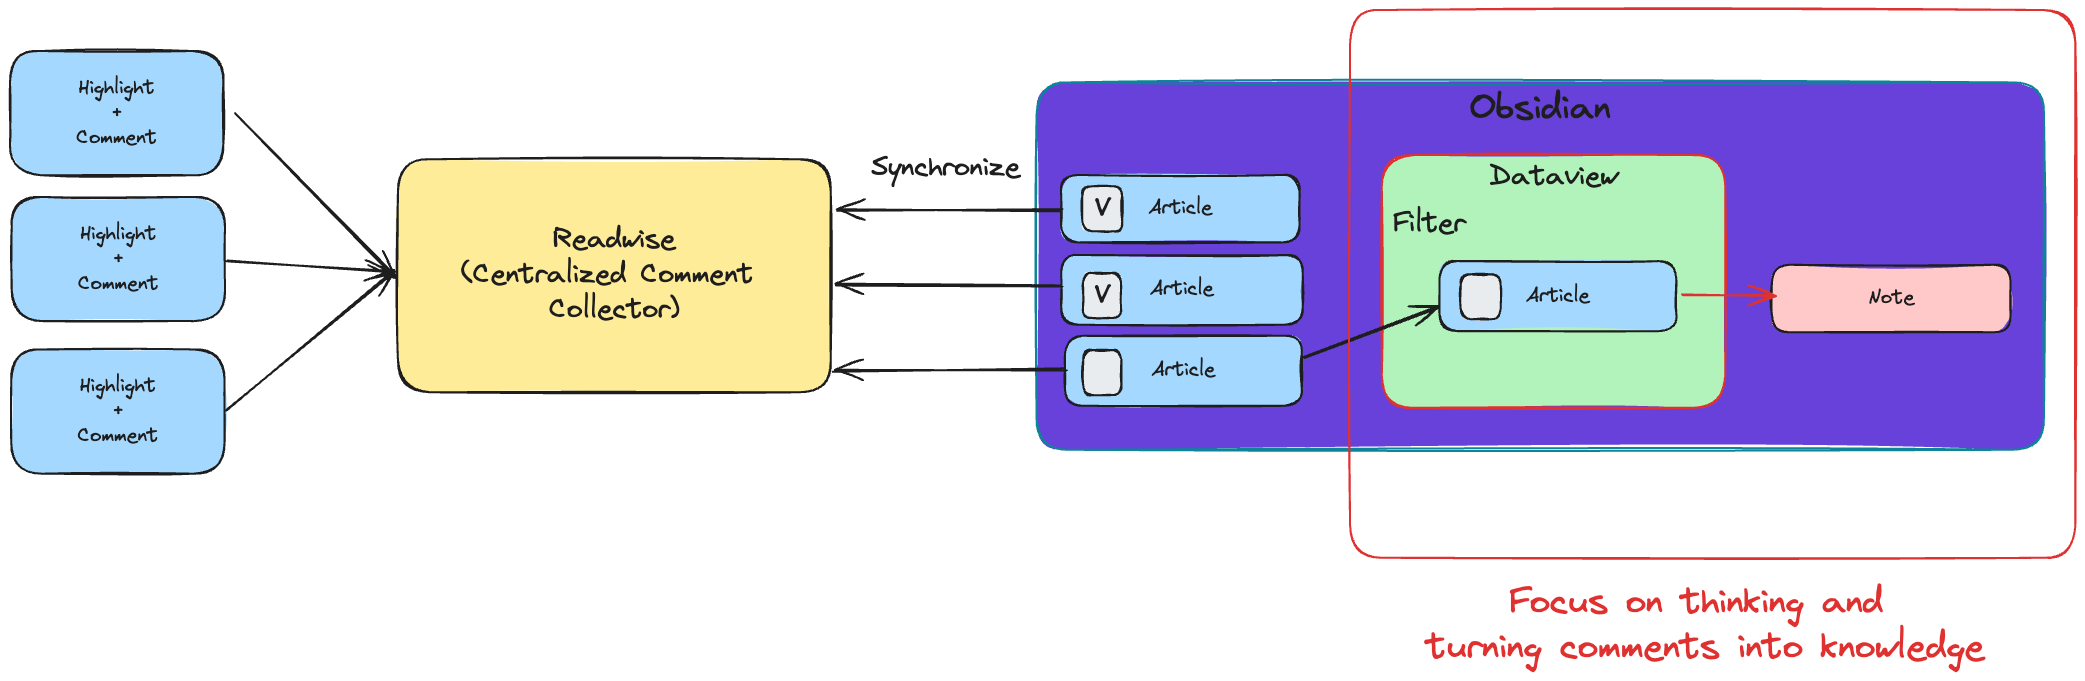 Highlight
+
Comment
Highlight
+
Comment
Highlight
+
Comment
Readwise
(Centralized Comment
Collector)
Synchronize
Obsidian
V
Article
V
Article
Article
Dataview
Filter
Article
Note
Focus on thinking and
turning comments into knowledge